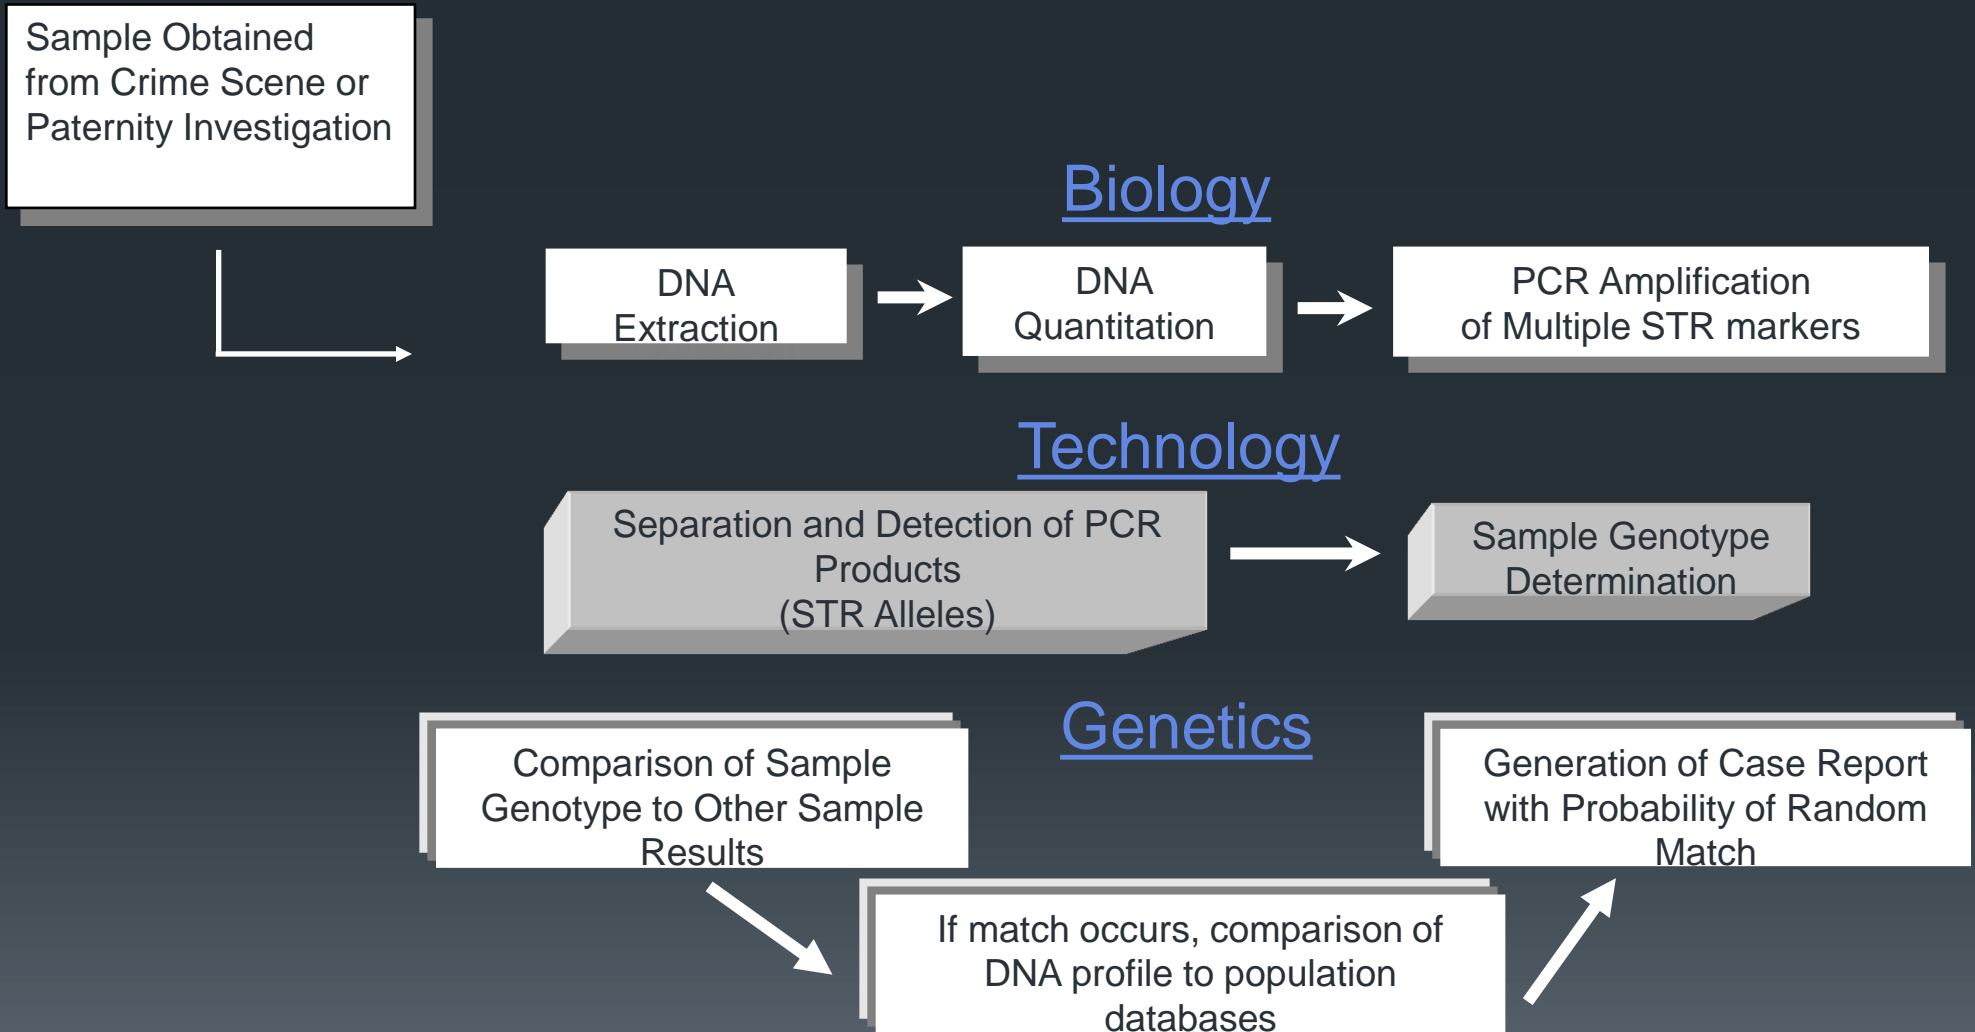 Sample Obtained
from Crime Scene or
Paternity Investigation
Biology
DNA
Extraction
DNA
Quantitation
PCR Amplification
of Multiple STR markers
Technology
Separation and Detection of PCR
Products
(STR Alleles)
Sample Genotype
Determination
Genetics
Comparison of Sample
Genotype to Other Sample
Results
If match occurs, comparison of
DNA profile to population
databases
Generation of Case Report
with Probability of Random
Match